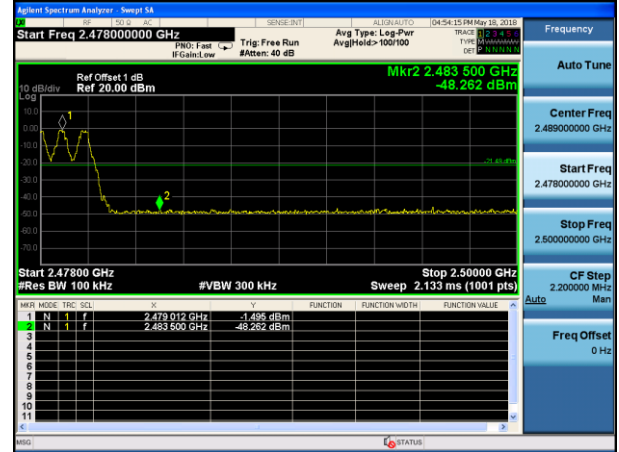 Agilent Spectrum Analyzer - Swept SA
RF 50 Ω AC SENSE:INT ALIGNAUTO 04:54:15 PM May 18, 2018
Start Freq 2.478000000 GHz
PNO: Fast
IFGain:Low
Trig: Free Run
#Atten: 40 dB
Avg Type: Log-Pwr
Avg|Hold:> 100/100
TRACE 1 2 3 4 5 6
TYPE
DET P N N N N N
Ref Offset 1 dB
10 dB/div Ref 20.00 dBm
Log
Mkr2 2.483 500 GHz
-48.262 dBm
10.0
0.00
-10.0
-20.0
-30.0
-40.0
-50.0
-60.0
-70.0
1
2
Start 2.47800 GHz Stop 2.50000 GHz
#Res BW 100 kHz #VBW 300 kHz Sweep 2.133 ms (1001 pts)
MKR MODE TRC SCL X Y FUNCTION FUNCTION WIDTH FUNCTION VALUE
1 N 1 f 2.479 012 GHz -1.495 dBm
2 N 1 f 2.483 500 GHz -48.262 dBm
3
4
5
6
7
8
9
10
11
MSG STATUS
Frequency
Auto Tune
Center Freq
2.489000000 GHz
Start Freq
2.478000000 GHz
Stop Freq
2.500000000 GHz
CF Step
2.200000 MHz
Auto Man
Freq Offset
0 Hz